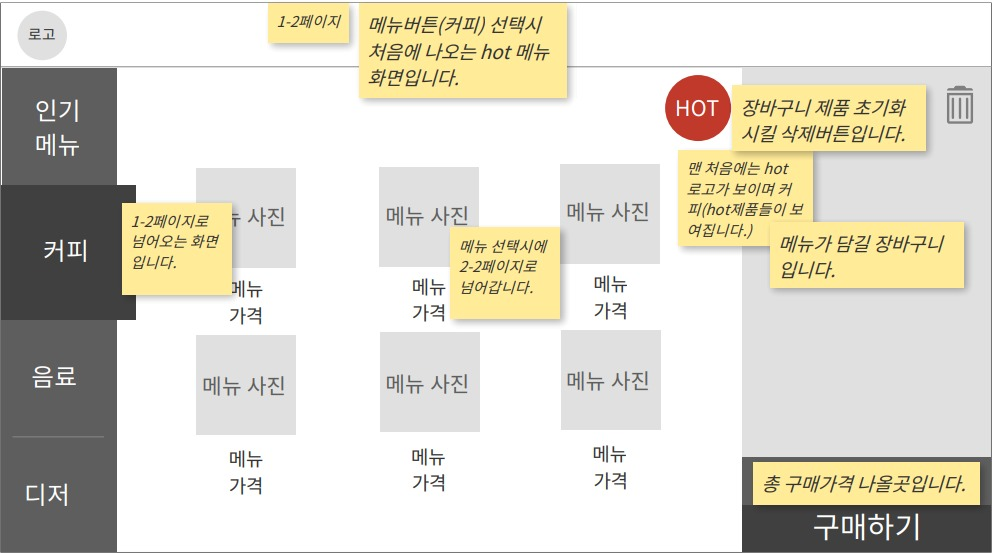 로고
1-2페이지
메뉴버튼(커피) 선택시
처음에 나오는 hot 메뉴
화면입니다.
인기
메뉴
커피
음료
디저
HOT
장바구니 제품 초기화
시킬 삭제버튼입니다.
맨 처음에는 hot
로고가 보이며 커
피(hot제품들이 보
여집니다.)
메뉴가 담길 장바구니
입니다.
1-2페이지로
넘어오는 화면
입니다.
뉴 사진
메뉴
가격
메뉴 사진
메뉴
가격
메뉴 선택시에
2-2페이지로
넘어갑니다.
메뉴 사진
메뉴
가격
메뉴 사진
메뉴
가격
메뉴 사진
메뉴
가격
메뉴 사진
메뉴
가격
총 구매가격 나올곳입니다.
구매하기